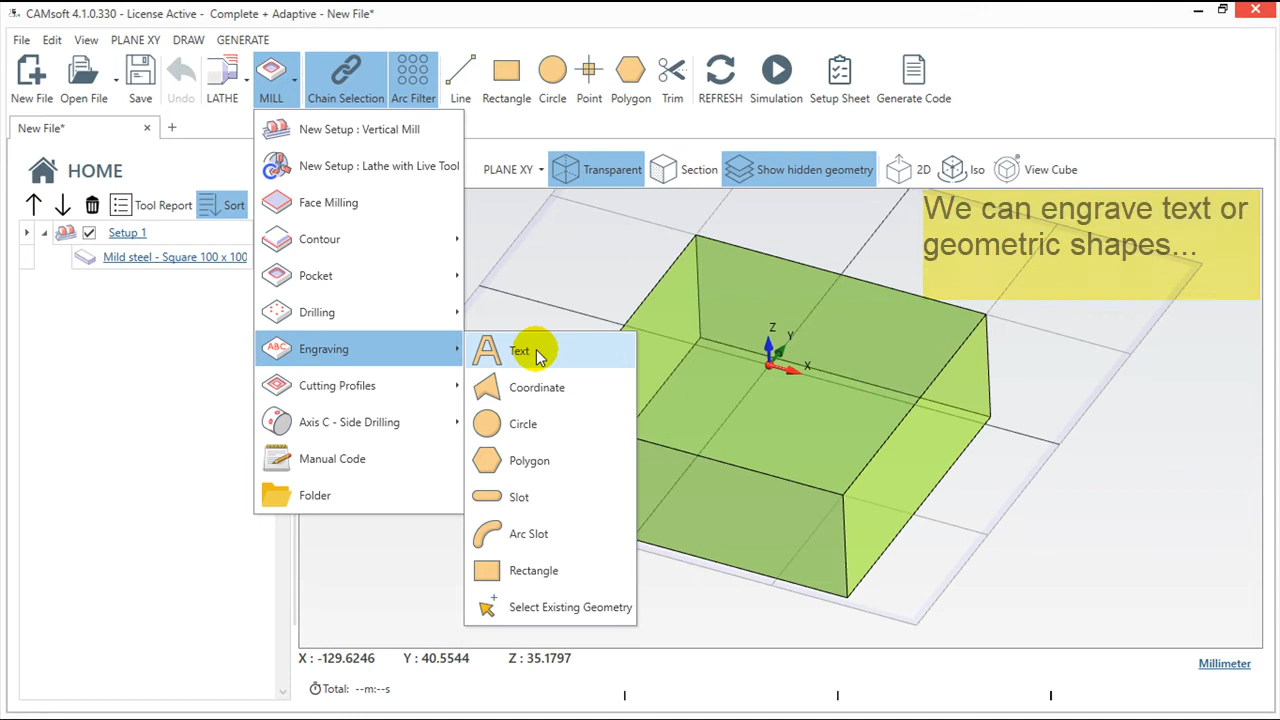 CAMsoft 4.1.0.330 - License Active -  Complete + Adaptive - New File*
File Edit View PLANE XY DRAW GENERATE
New File Open File Save Undo LATHE MILL Chain Selection Arc Filter Line Rectangle Circle Point Polygon Trim REFRESH Simulation Setup Sheet Generate Code
New File* × +
HOME
Tool Report Sort
Setup 1
Mild steel - Square 100 x 100
New Setup : Vertical Mill
New Setup : Lathe with Live Tool
Face Milling
Contour
Pocket
Drilling
ABC Engraving
Cutting Profiles
Axis C - Side Drilling
Manual Code
Folder
A Text
Coordinate
Circle
Polygon
Slot
Arc Slot
Rectangle
Select Existing Geometry
PLANE XY Transparent Section Show hidden geometry 2D Iso View Cube
We can engrave text or
geometric shapes...
Z
Y
X
X : -129.6246 Y : 40.5544 Z : 35.1797
Millimeter
Total: --m:--s